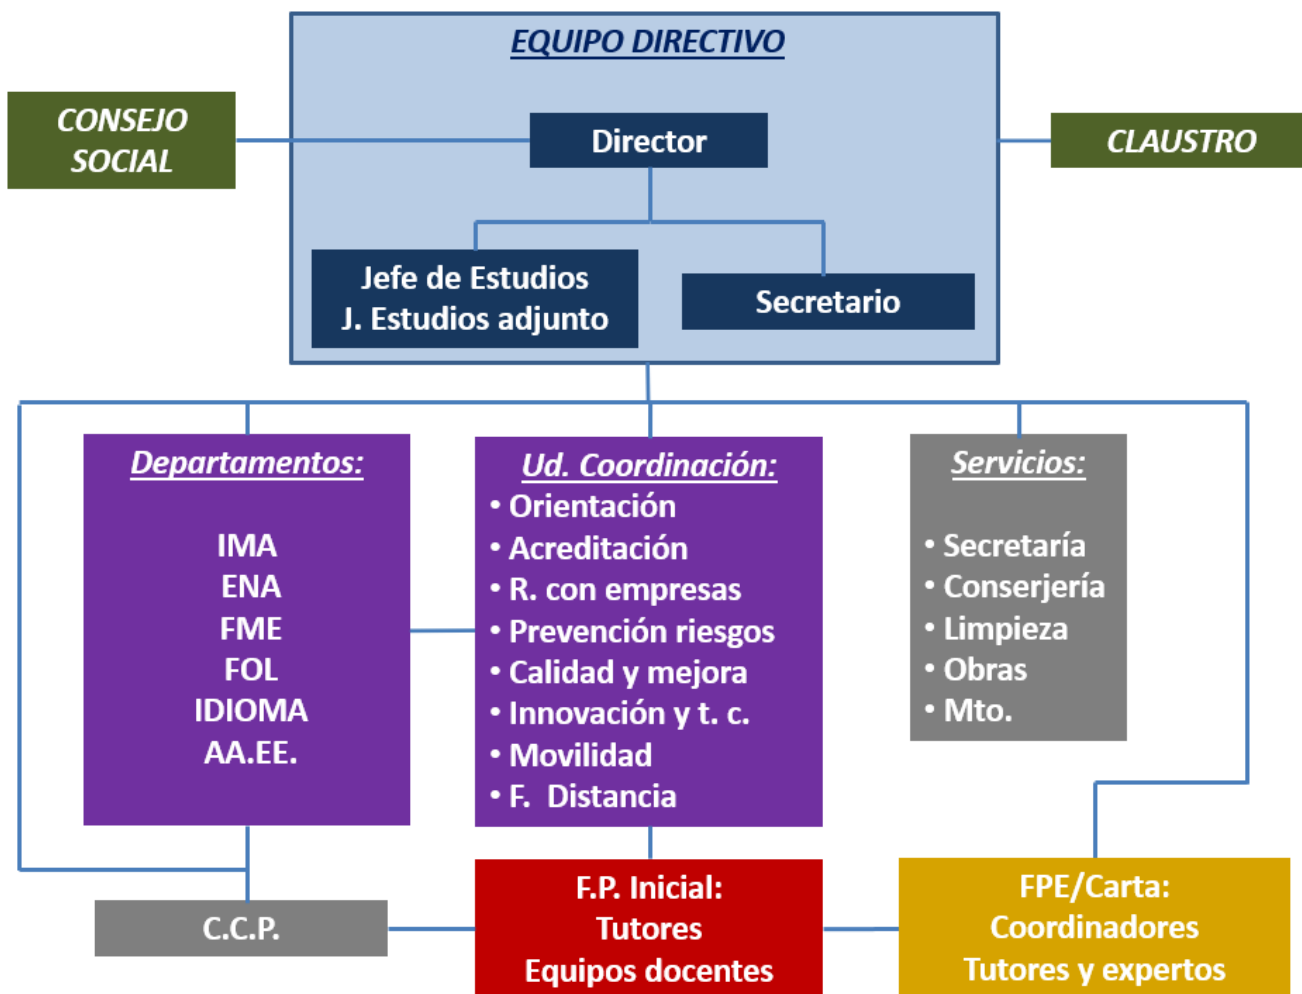 EQUIPO DIRECTIVO
CONSEJO
SOCIAL
Director
CLAUSTRO
Jefe de Estudios
J. Estudios adjunto
Secretario
Departamentos:
IMA
ENA
FME
FOL
IDIOMA
AA.EE.
Ud. Coordinación:
• Orientación
• Acreditación
• R. con empresas
• Prevención riesgos
• Calidad y mejora
• Innovación y t. c.
• Movilidad
• F. Distancia
Servicios:
• Secretaría
• Conserjería
• Limpieza
• Obras
• Mto.
C.C.P.
F.P. Inicial:
Tutores
Equipos docentes
FPE/Carta:
Coordinadores
Tutores y expertos